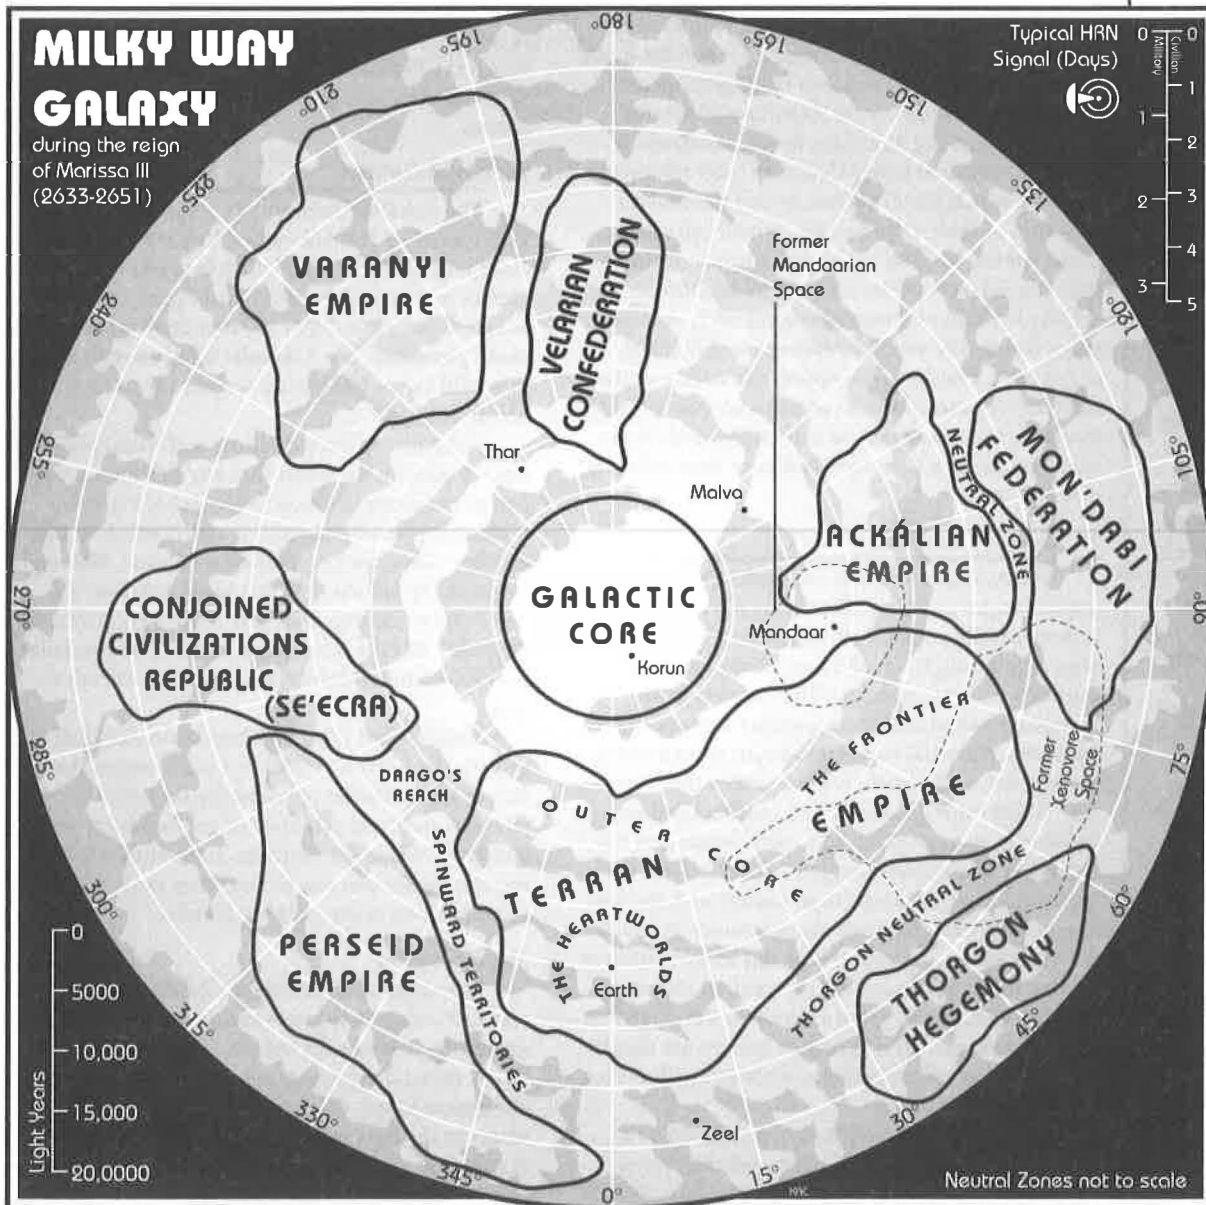 MILKY WAY
GALAXY
during the reign
of Marissa III
(2633-2651)
Typical HRN
Signal (Days)
Military
Civilian
0
1
2
3
0
1
2
3
4
5
180°
165°
150°
135°
120°
105°
90°
75°
60°
45°
30°
15°
0°
345°
330°
315°
300°
285°
270°
255°
240°
295°
210°
195°
VARANYI
EMPIRE
VELARIAN
CONFEDERATION
Former
Mandaarian
Space
Thar
Malva
NEUTRAL ZONE
MON'DABI
FEDERATION
ACKÁLIAN
EMPIRE
GALACTIC
CORE
Korun
Mandaar
CONJOINED
CIVILIZATIONS
REPUBLIC
(SE'ECRA)
DRAGO'S
REACH
SPINWARD TERRITORIES
PERSEID
EMPIRE
OUTER CORE
THE FRONTIER
TERRAN EMPIRE
THE HEARTWORLDS
Earth
Former
Xenovore
Space
THORGON NEUTRAL ZONE
THORGON
HEGEMONY
Zeel
Light Years
0
5000
10,000
15,000
20,0000
Neutral Zones not to scale